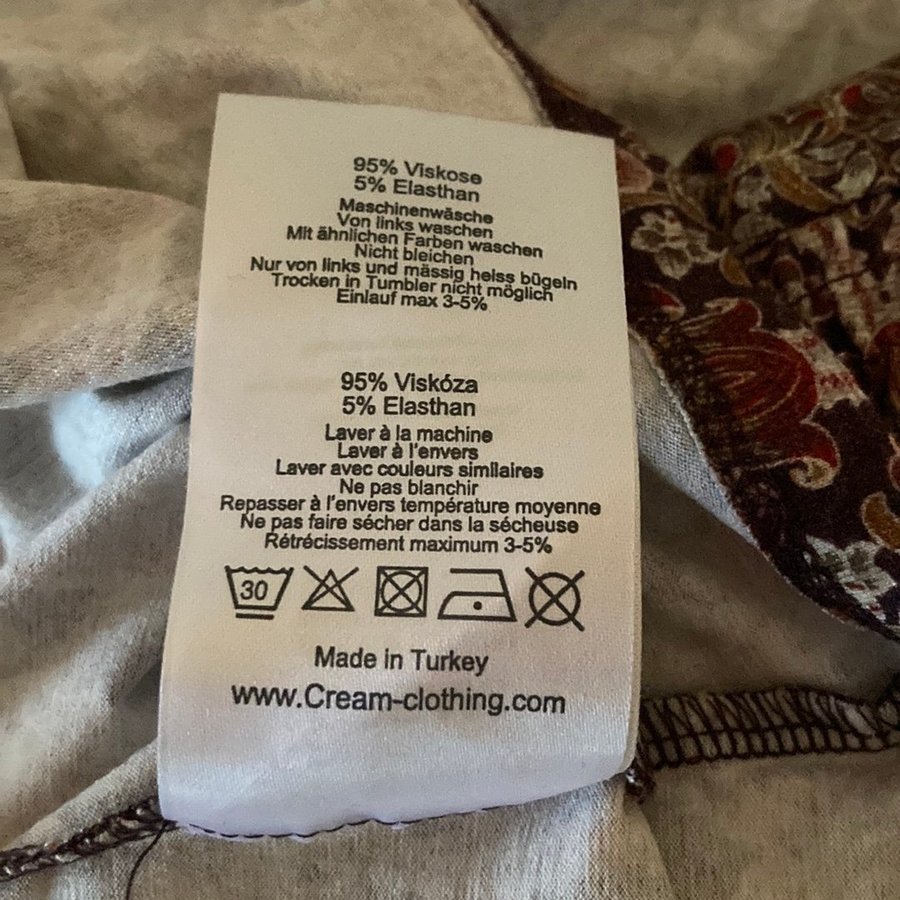 95% Viskose
5% Elasthan
Maschinenwäsche
Von links waschen
Mit ähnlichen Farben waschen
Nicht bleichen
Nur von links und mässig heiss bügeln
Trocken in Tumbler nicht möglich
Einlauf max 3-5%
95% Viskóza
5% Elasthan
Laver à la machine
Laver à l'envers
Laver avec couleurs similaires
Ne pas blanchir
Repasser à l'envers température moyenne
Ne pas faire sécher dans la sécheuse
Rétrécissement maximum 3-5%
30
Made in Turkey
www.Cream-clothing.com